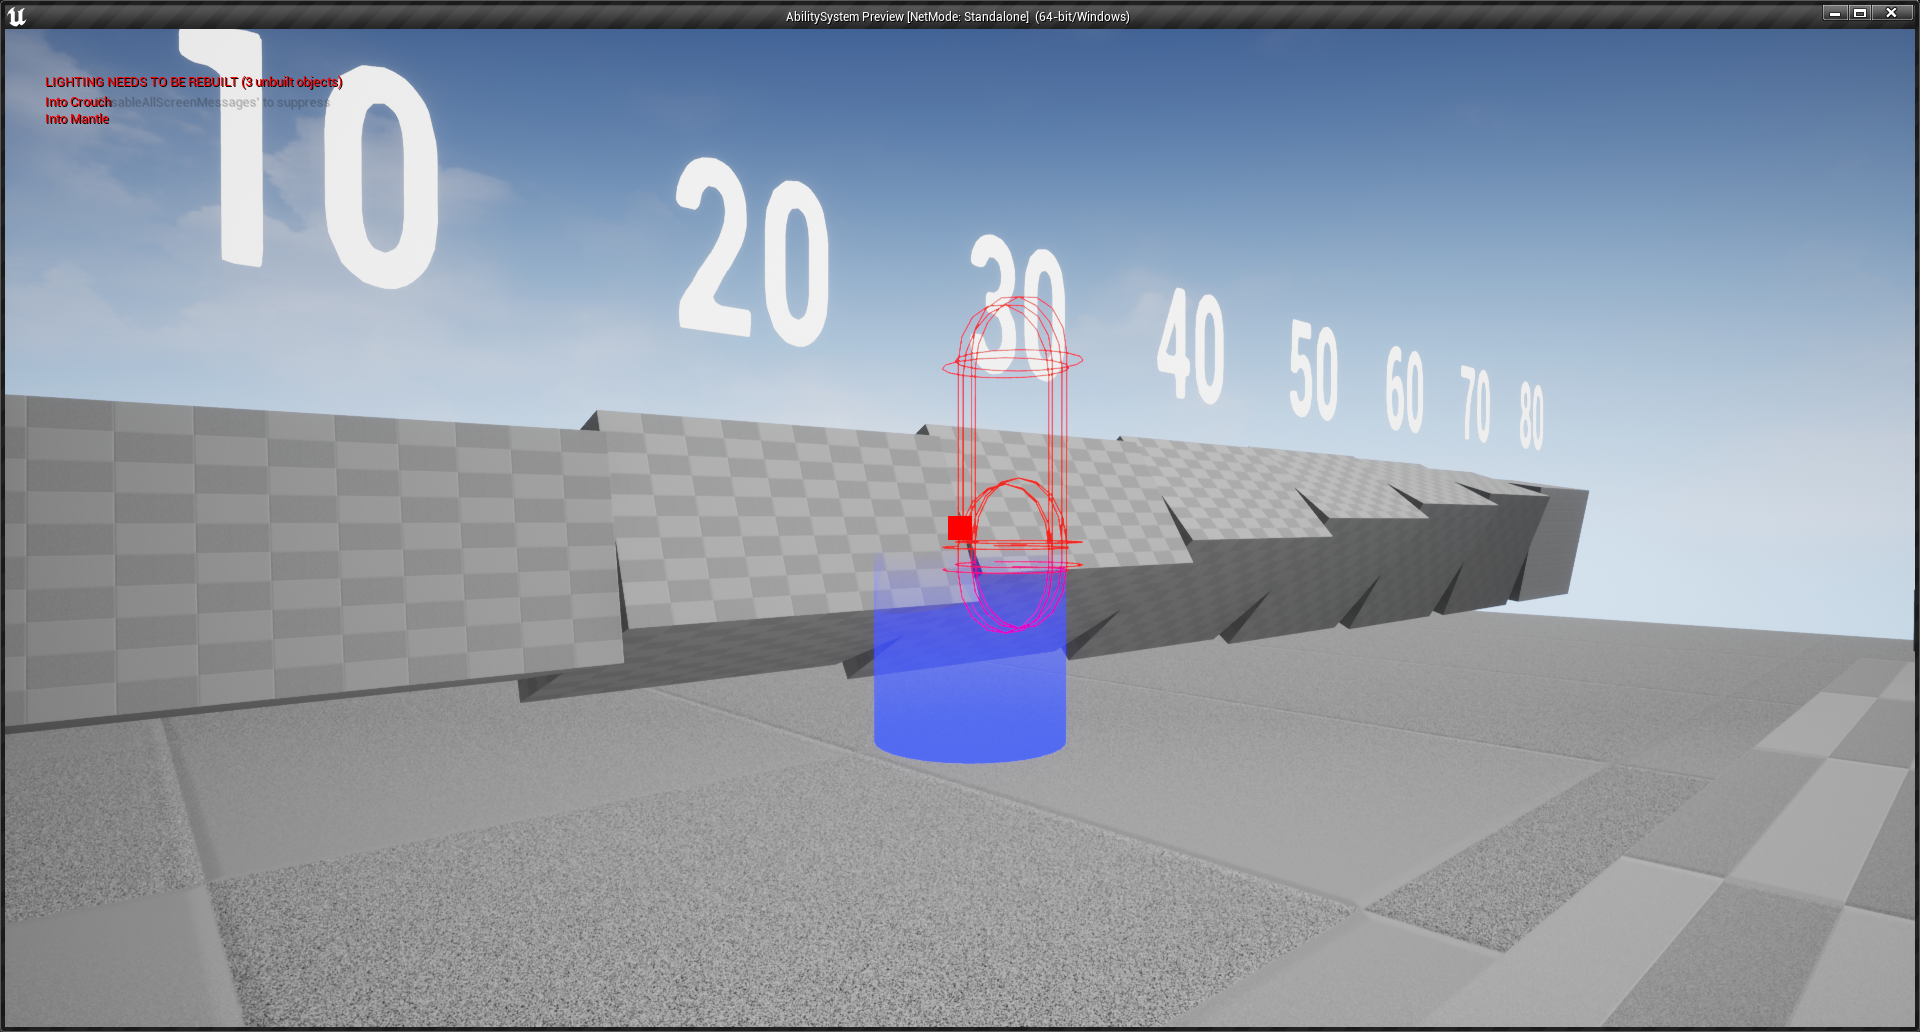 AbilitySystem Preview [NetMode: Standalone] (64-bit/Windows)
LIGHTING NEEDS TO BE REBUILT (3 unbuilt objects)
Into Crouch sableAllScreenMessages' to suppress
Into Mantle
10
20
30
40
50
60
70
80